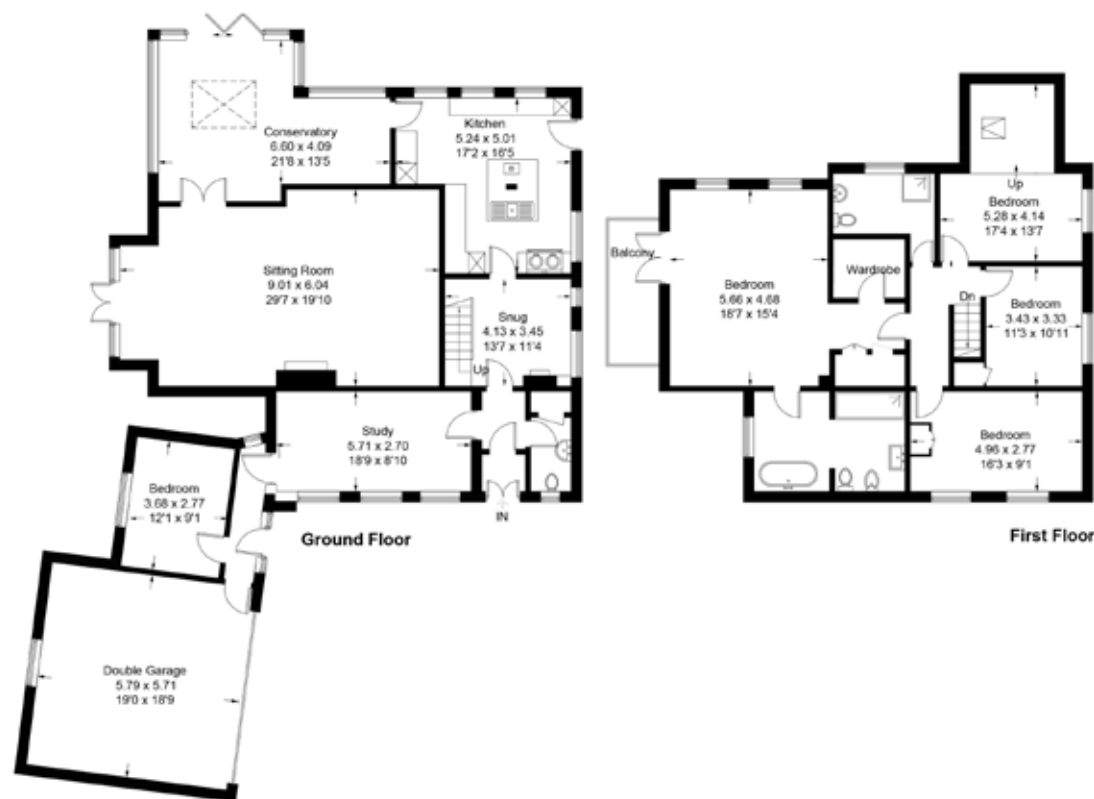 Conservatory
6.60 x 4.09
21'8 x 13'5
Kitchen
5.24 x 5.01
17'2 x 16'5
Sitting Room
9.01 x 6.04
29'7 x 19'10
Snug
4.13 x 3.45
13'7 x 11'4
Up
Study
5.71 x 2.70
18'9 x 8'10
Bedroom
3.68 x 2.77
12'1 x 9'1
IN
Ground Floor
Double Garage
5.79 x 5.71
19'0 x 18'9
Balcony
Bedroom
5.66 x 4.68
18'7 x 15'4
Wardrobe
Up
Bedroom
5.28 x 4.14
17'4 x 13'7
Dn
Bedroom
3.43 x 3.33
11'3 x 10'11
Bedroom
4.96 x 2.77
16'3 x 9'1
First Floor